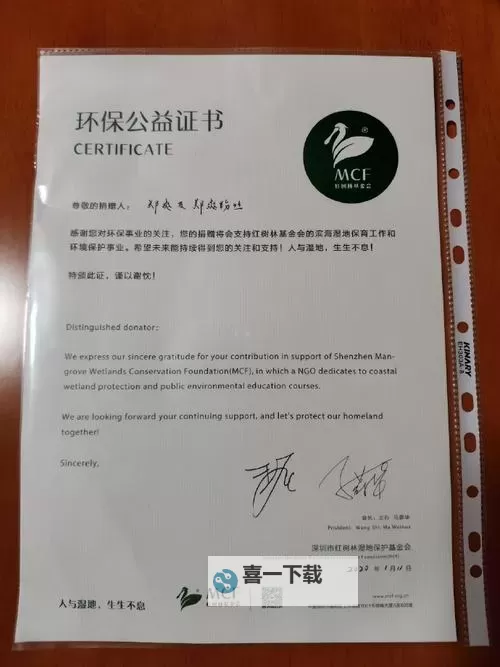 环保公益证书
CERTIFICATE
MCF
红树林基金会
尊敬的捐赠人：
感谢您对环保事业的关注，您的捐赠将会支持红树林基金会的滨海湿地保育工作和
环境保护事业。希望未来能持续得到您的关注和支持！人与湿地，生生不息！
特颁此证，谨以谢忱！
Distinguished donator:
We express our sincere gratitude for your contribution in support of Shenzhen Man-
grove Wetlands Conservation Foundation(MCF), in which a NGO dedicates to coastal
wetland protection and public environmental education courses.
We are looking forward your continuing support, and let's protect our homeland
together!
Sincerely,
President: Wang Shi, Ma Weihua
深圳市红树林湿地保护基金会
人与湿地，生生不息
MCF
喜一下载
www.mcf.org.cn
KINARY